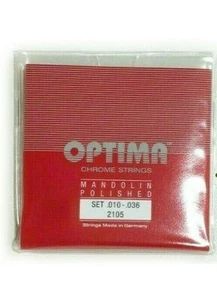 OPTIMA
CHROME STRINGS
MANDOLIN
POLISHED
SET .010-.036
2105
Strings Made in Germany